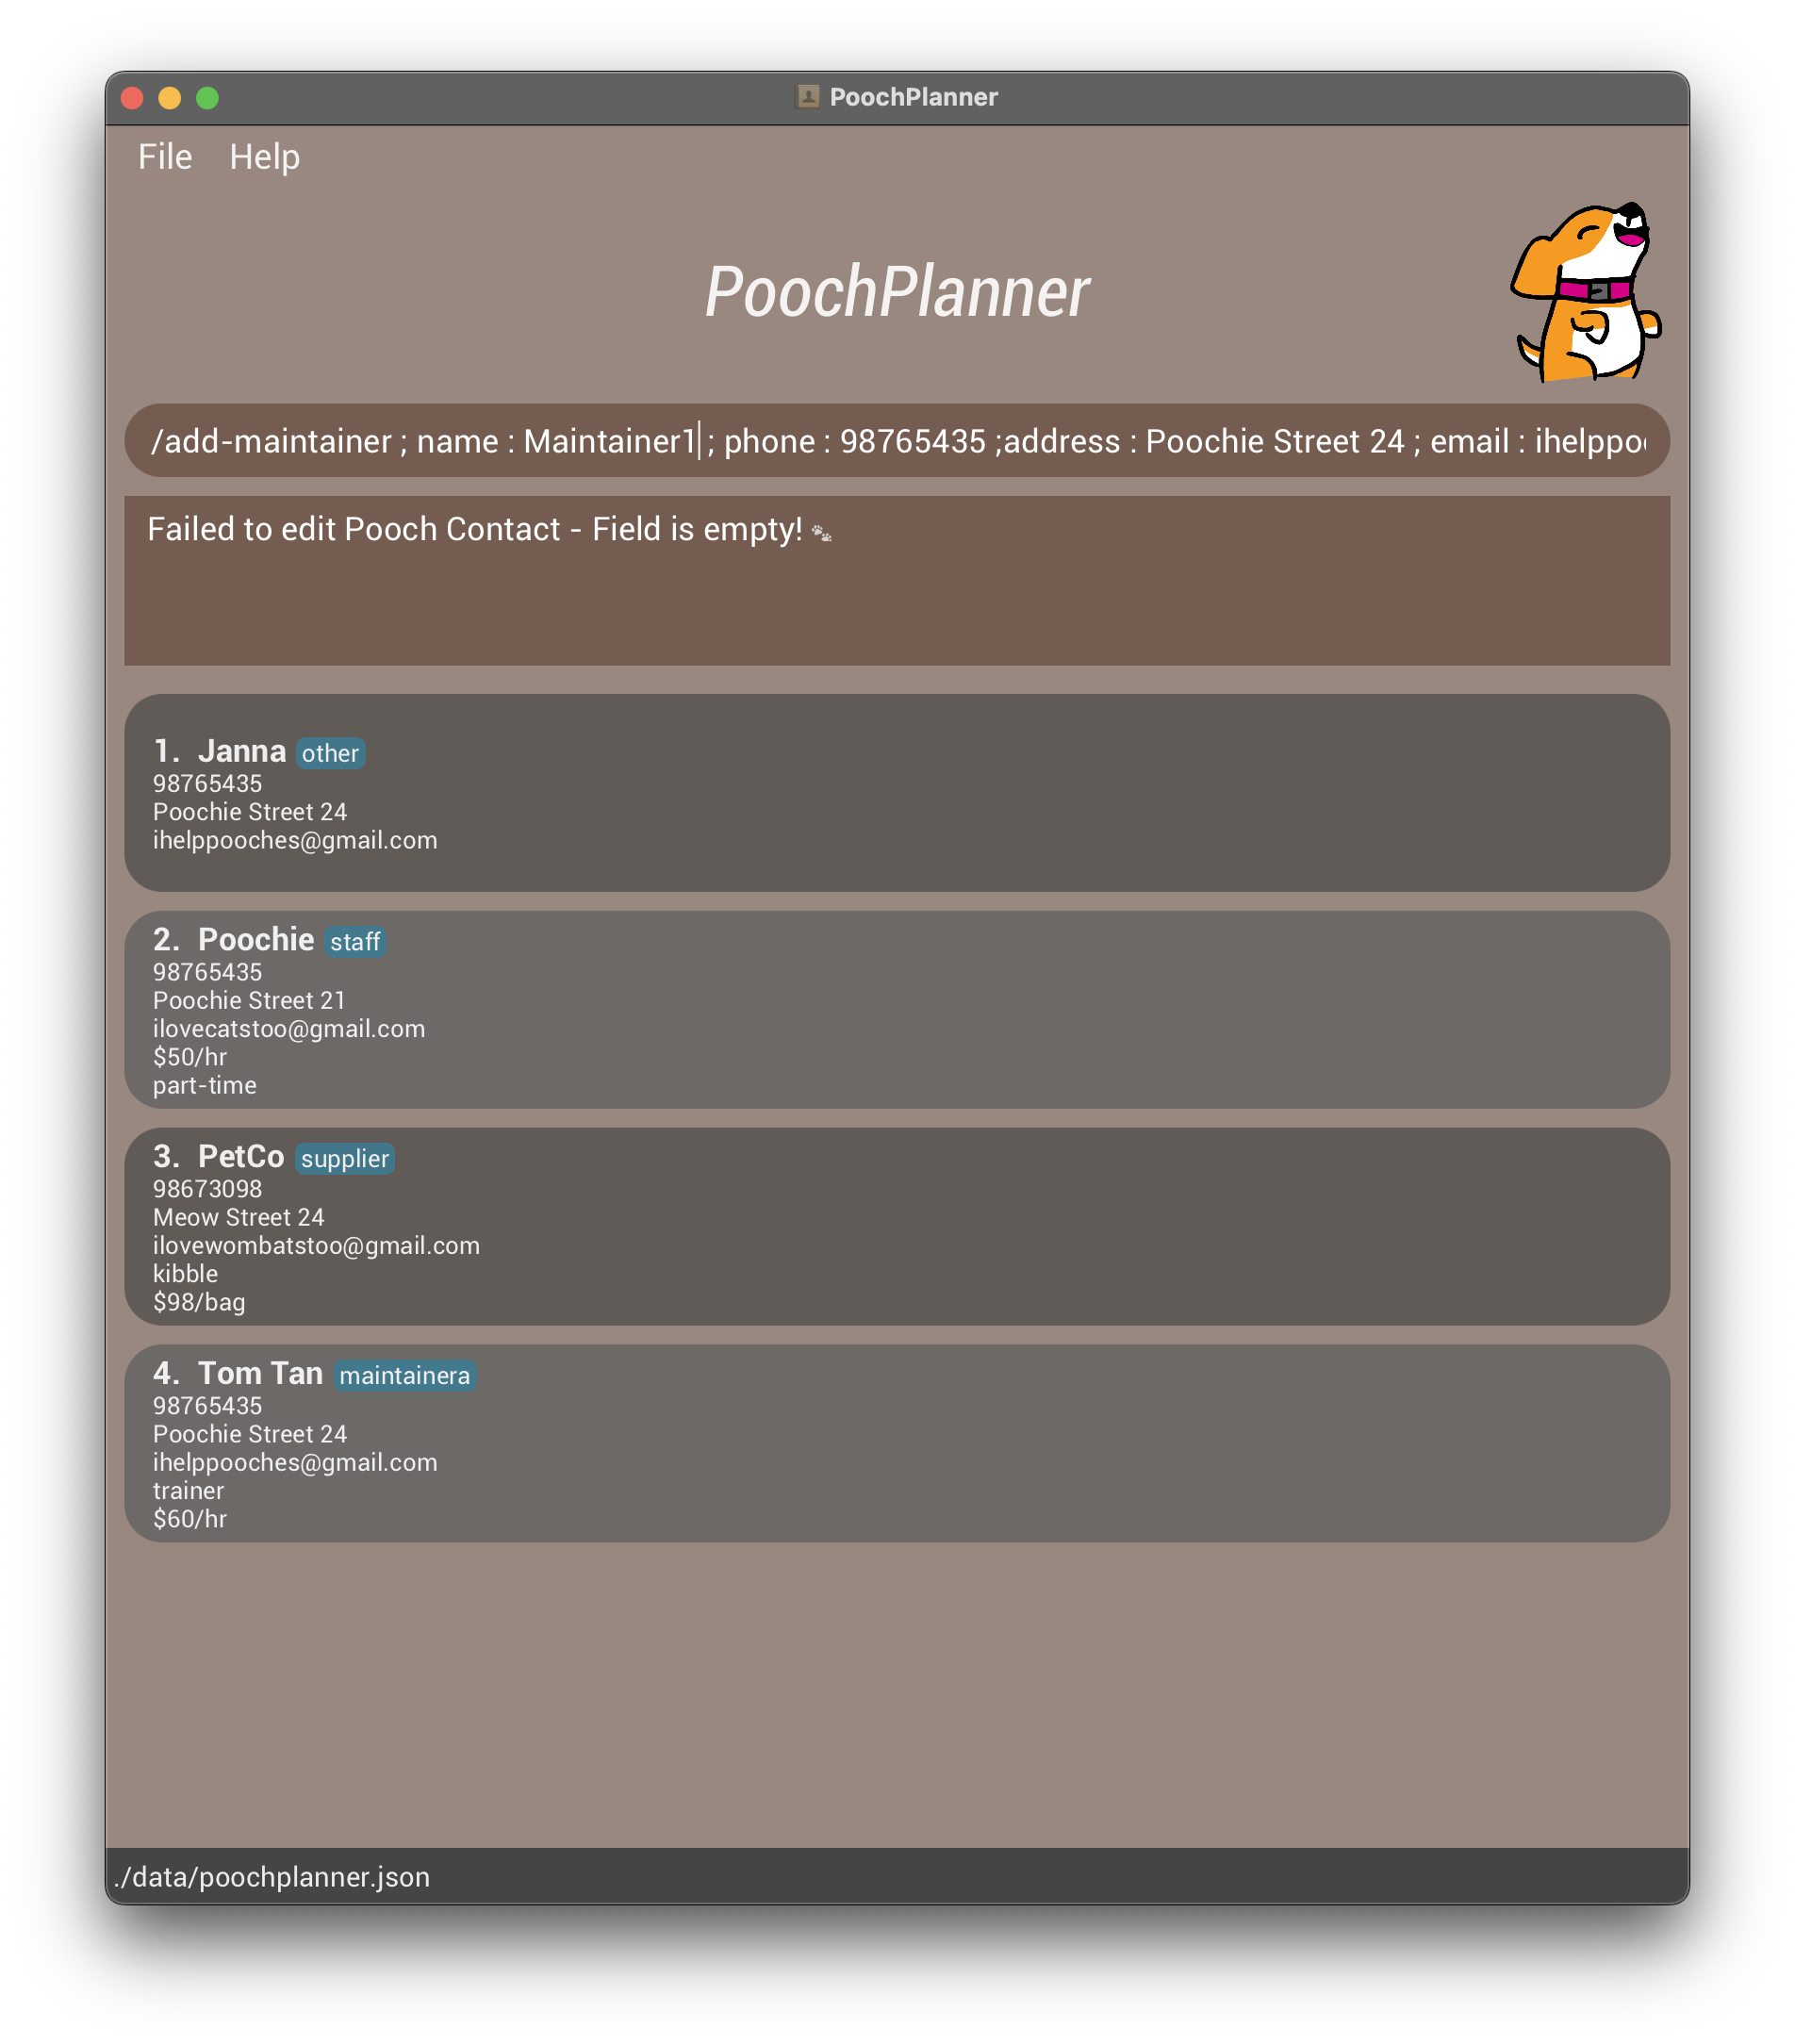 PoochPlanner
File Help
PoochPlanner
/add-maintainer ; name : Maintainer1 ; phone : 98765435 ;address : Poochie Street 24 ; email : ihelppoo
Failed to edit Pooch Contact - Field is empty! 🐾
1. Janna other
98765435
Poochie Street 24
ihelppooches@gmail.com
2. Poochie staff
98765435
Poochie Street 21
ilovecatstoo@gmail.com
$50/hr
part-time
3. PetCo supplier
98673098
Meow Street 24
ilovewombatstoo@gmail.com
kibble
$98/bag
4. Tom Tan maintainera
98765435
Poochie Street 24
ihelppooches@gmail.com
trainer
$60/hr
./data/poochplanner.json